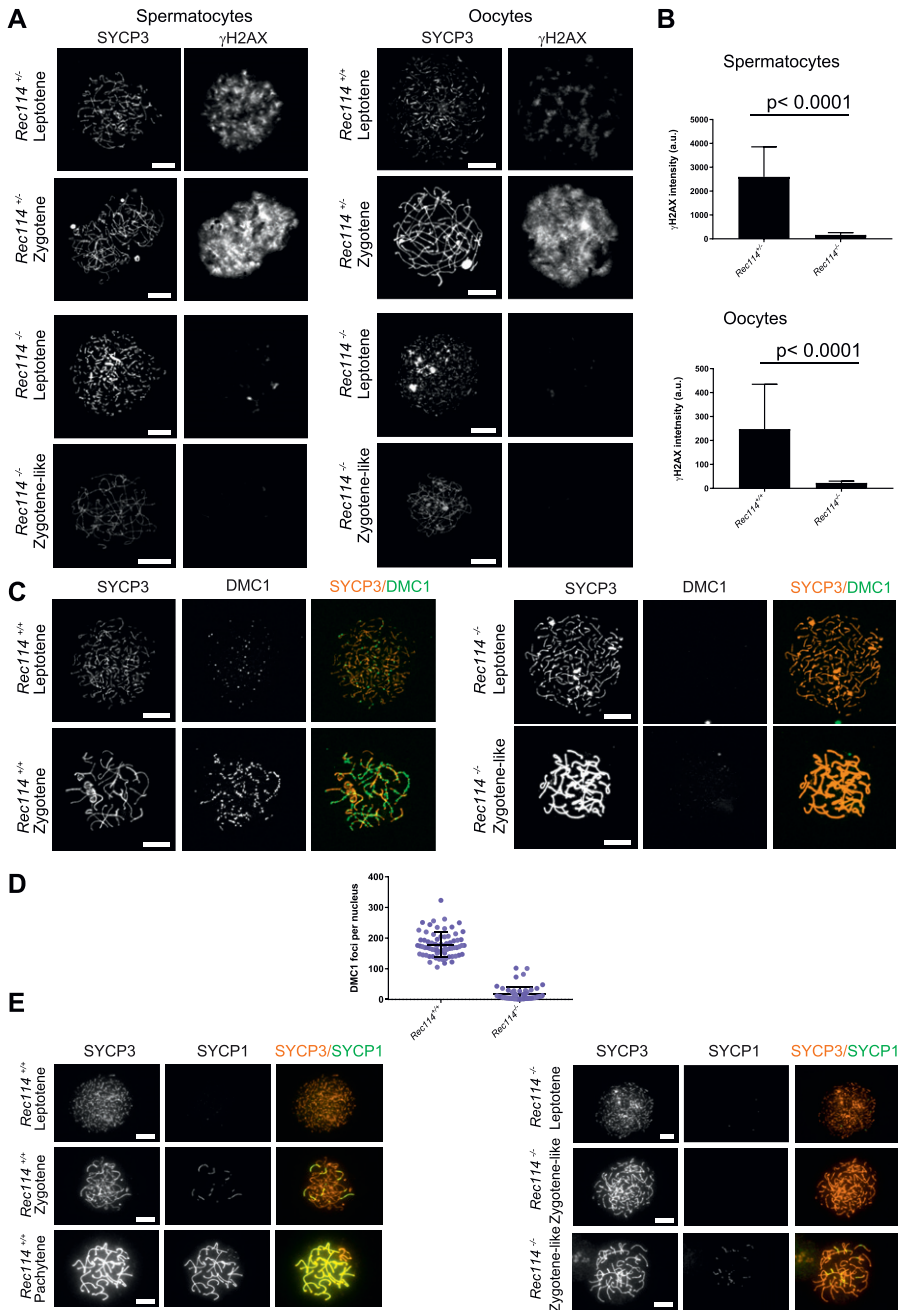 A
Spermatocytes
Oocytes
SYCP3
γH2AX
SYCP3
γH2AX
Rec114 +/-
Leptotene
Rec114 +/+
Leptotene
Rec114 +/-
Zygotene
Rec114 +/-
Zygotene
Rec114 -/-
Leptotene
Rec114 -/-
Leptotene
Rec114 -/-
Zygotene-like
Rec114 -/-
Zygotene-like
B
Spermatocytes
p< 0.0001
γH2AX intensity (a.u.)
5000
4000
3000
2000
1000
0
Rec114+/-
Rec114-/-
Oocytes
p< 0.0001
γH2AX intetnsity (a.u.)
500
400
300
200
100
0
Rec114+/+
Rec114-/-
C
SYCP3
DMC1
SYCP3/DMC1
SYCP3
DMC1
SYCP3/DMC1
Rec114 +/+
Leptotene
Rec114 -/-
Leptotene
Rec114 +/+
Zygotene
Rec114 -/-
Zygotene-like
D
DMC1 foci per nucleus
400
300
200
100
0
Rec114+/+
Rec114-/-
E
SYCP3
SYCP1
SYCP3/SYCP1
SYCP3
SYCP1
SYCP3/SYCP1
Rec114 +/+
Leptotene
Rec114 -/-
Leptotene
Rec114 +/+
Zygotene
Rec114 -/-
Zygotene-like
Rec114 +/+
Pachytene
Rec114 -/-
Zygotene-like